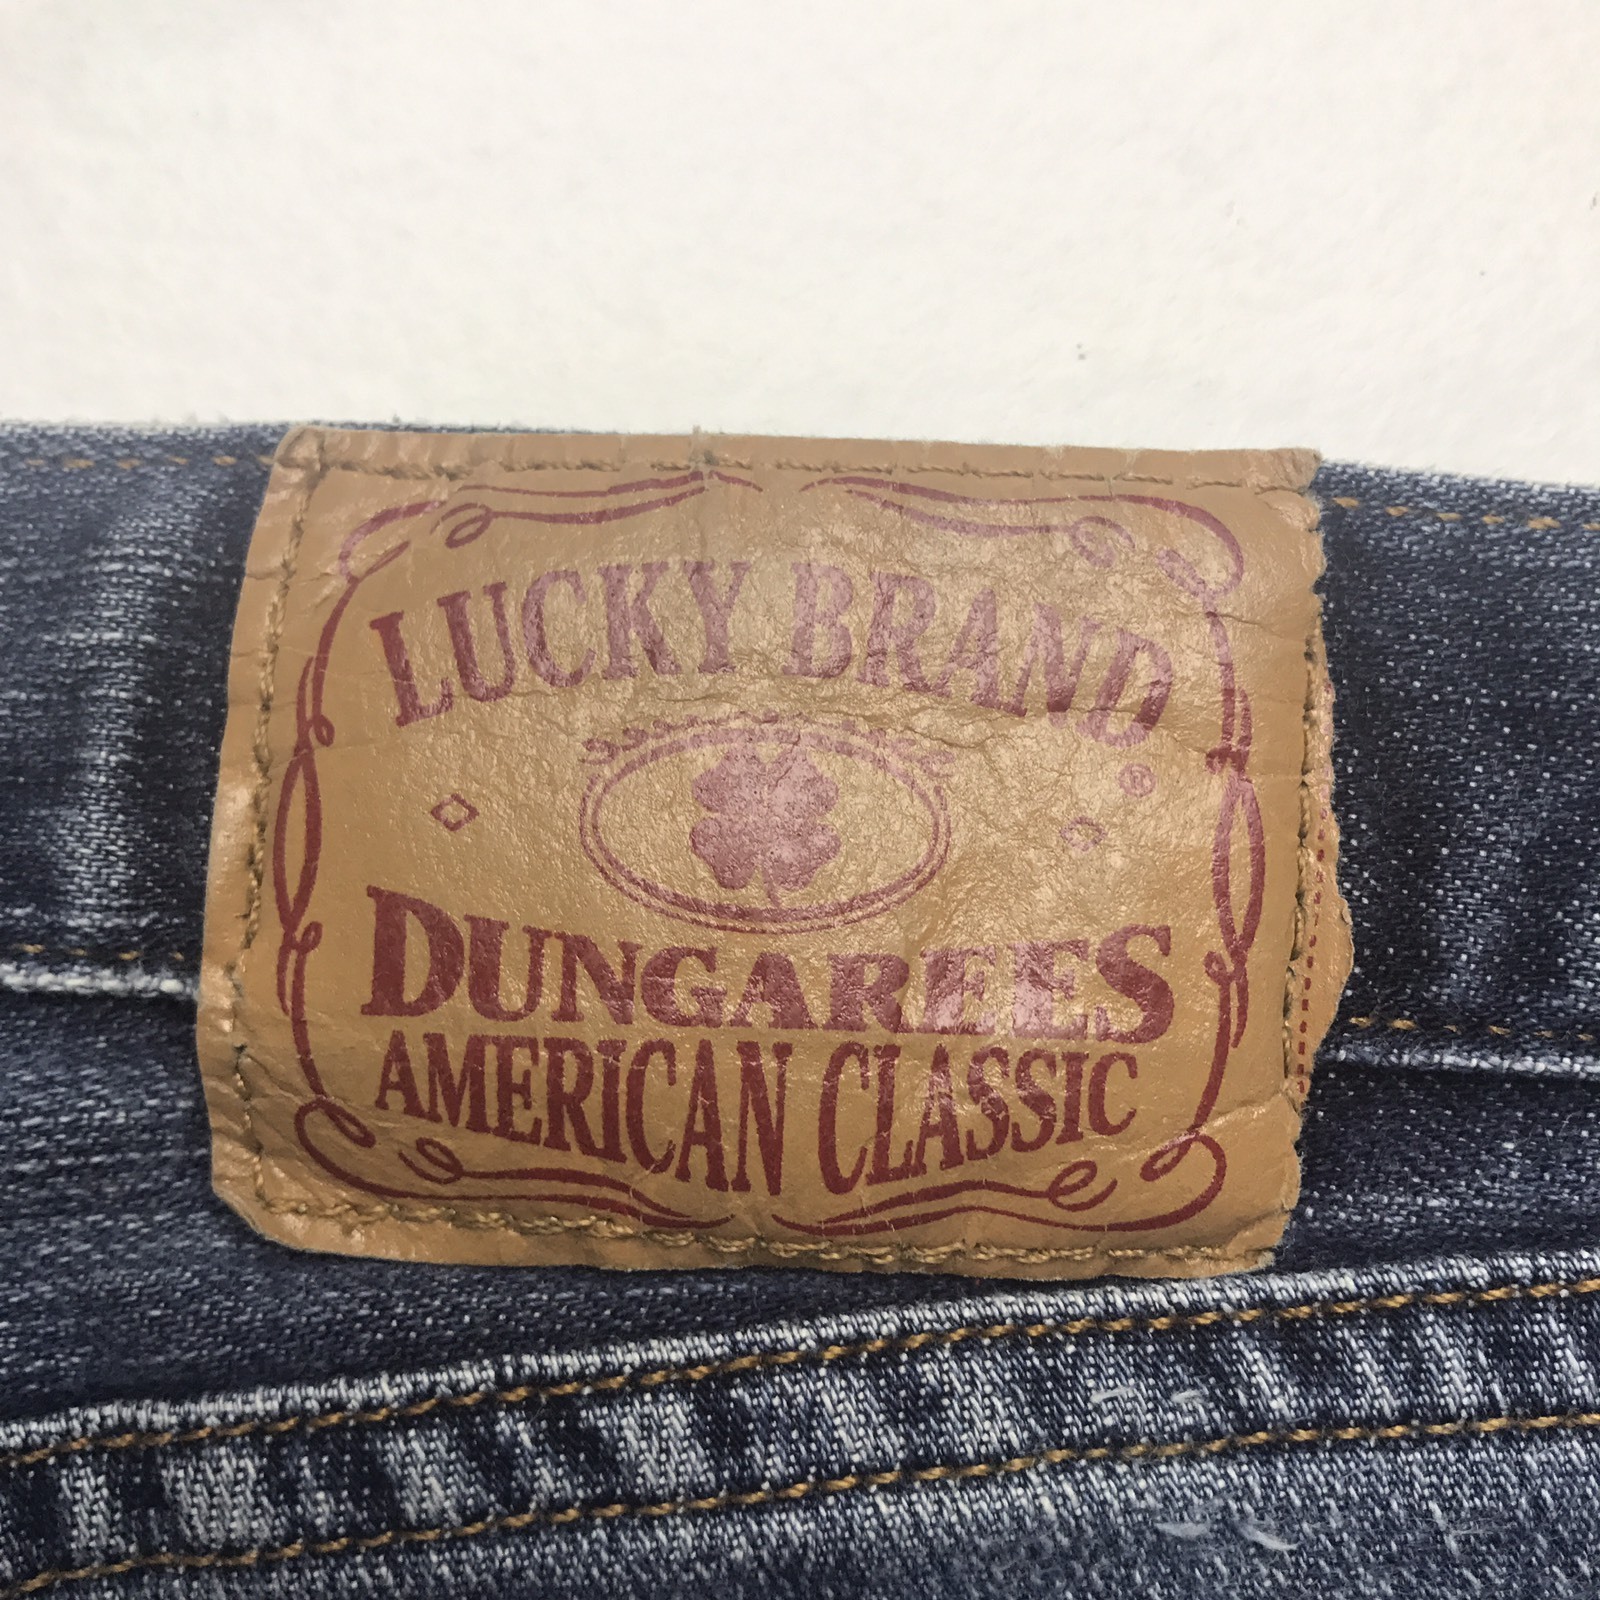 LUCKY BRAND
®
DUNGAREES
AMERICAN CLASSIC